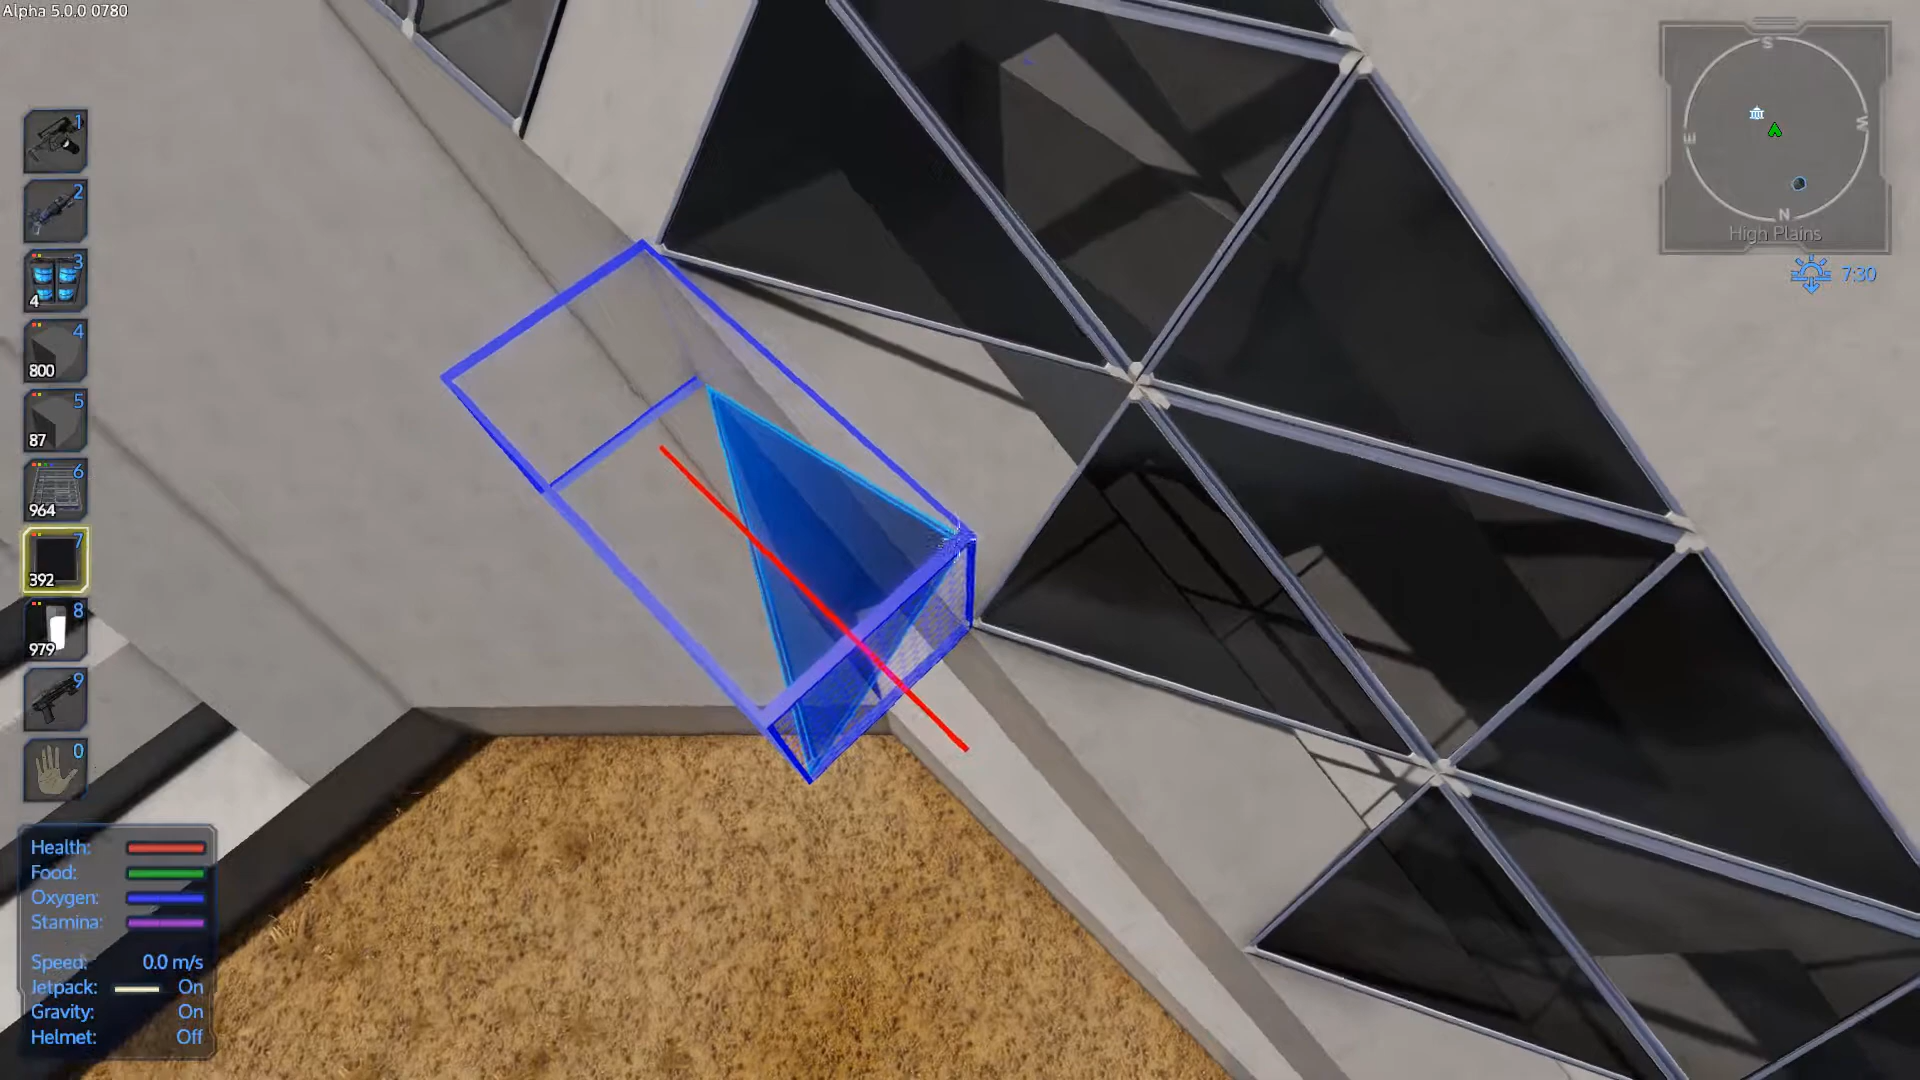 Alpha 5.0.0 0780
S
E
W
N
High Plains
7:30
1
2
3
4
4
800
5
87
6
964
7
392
8
979
9
0
Health:
Food:
Oxygen:
Stamina:
Speed: 0.0 m/s
Jetpack: On
Gravity: On
Helmet: Off